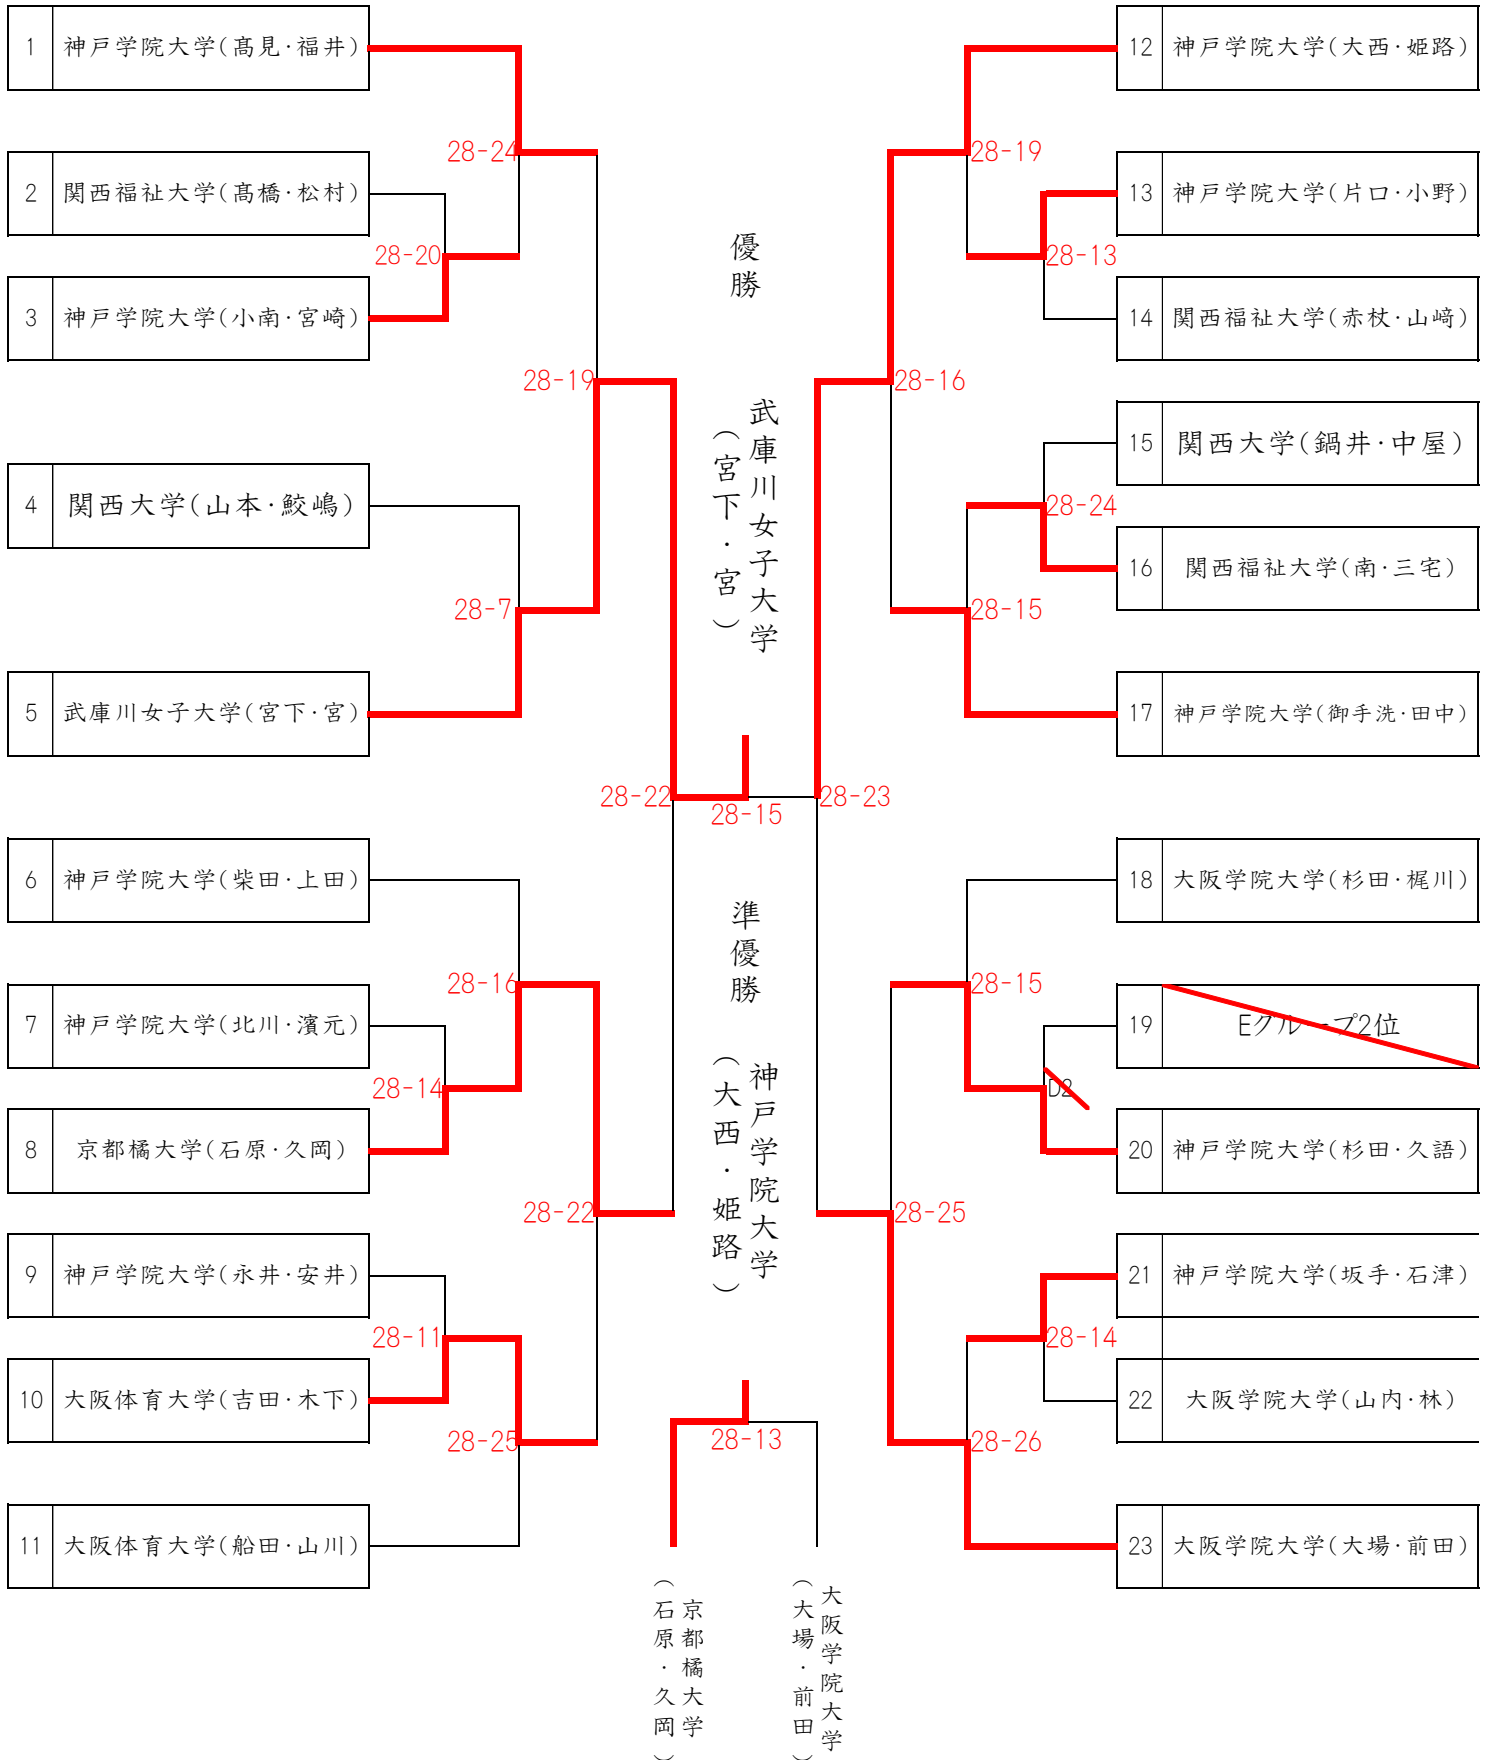 1 神戸学院大学(髙見·福井)
28-24
2 関西福祉大学(髙橋·松村)
28-20
3 神戸学院大学(小南·宮崎)
28-19
4 関西大学(山本·鮫嶋)
28-7
5 武庫川女子大学(宮下·宮)
28-22
6 神戸学院大学(柴田·上田)
28-16
7 神戸学院大学(北川·濱元)
28-14
8 京都橘大学(石原·久岡)
28-22
9 神戸学院大学(永井·安井)
28-11
10 大阪体育大学(吉田·木下)
28-25
11 大阪体育大学(船田·山川)
優勝
武庫川女子大学
(宮下·宮)
28-15
準優勝
神戸学院大学
(大西·姫路)
28-13
京都橘大学
(石原·久岡)
大阪学院大学
(大場·前田)
12 神戸学院大学(大西·姫路)
28-19
13 神戸学院大学(片口·小野)
28-13
14 関西福祉大学(赤杖·山﨑)
28-16
15 関西大学(鍋井·中屋)
28-24
16 関西福祉大学(南·三宅)
28-15
17 神戸学院大学(御手洗·田中)
28-23
18 大阪学院大学(杉田·梶川)
28-15
19 Eグループ2位
D2
20 神戸学院大学(杉田·久語)
28-25
21 神戸学院大学(坂手·石津)
28-14
22 大阪学院大学(山内·林)
28-26
23 大阪学院大学(大場·前田)